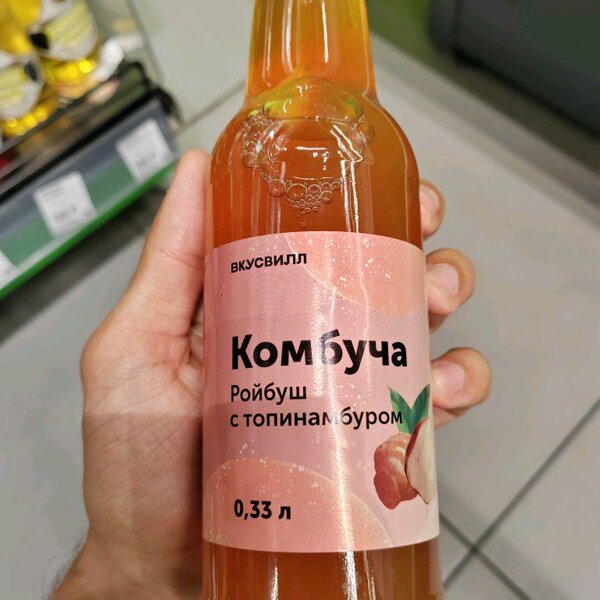 ВКУСВИЛЛ
Комбуча
Ройбуш
с топинамбуром
0,33 л